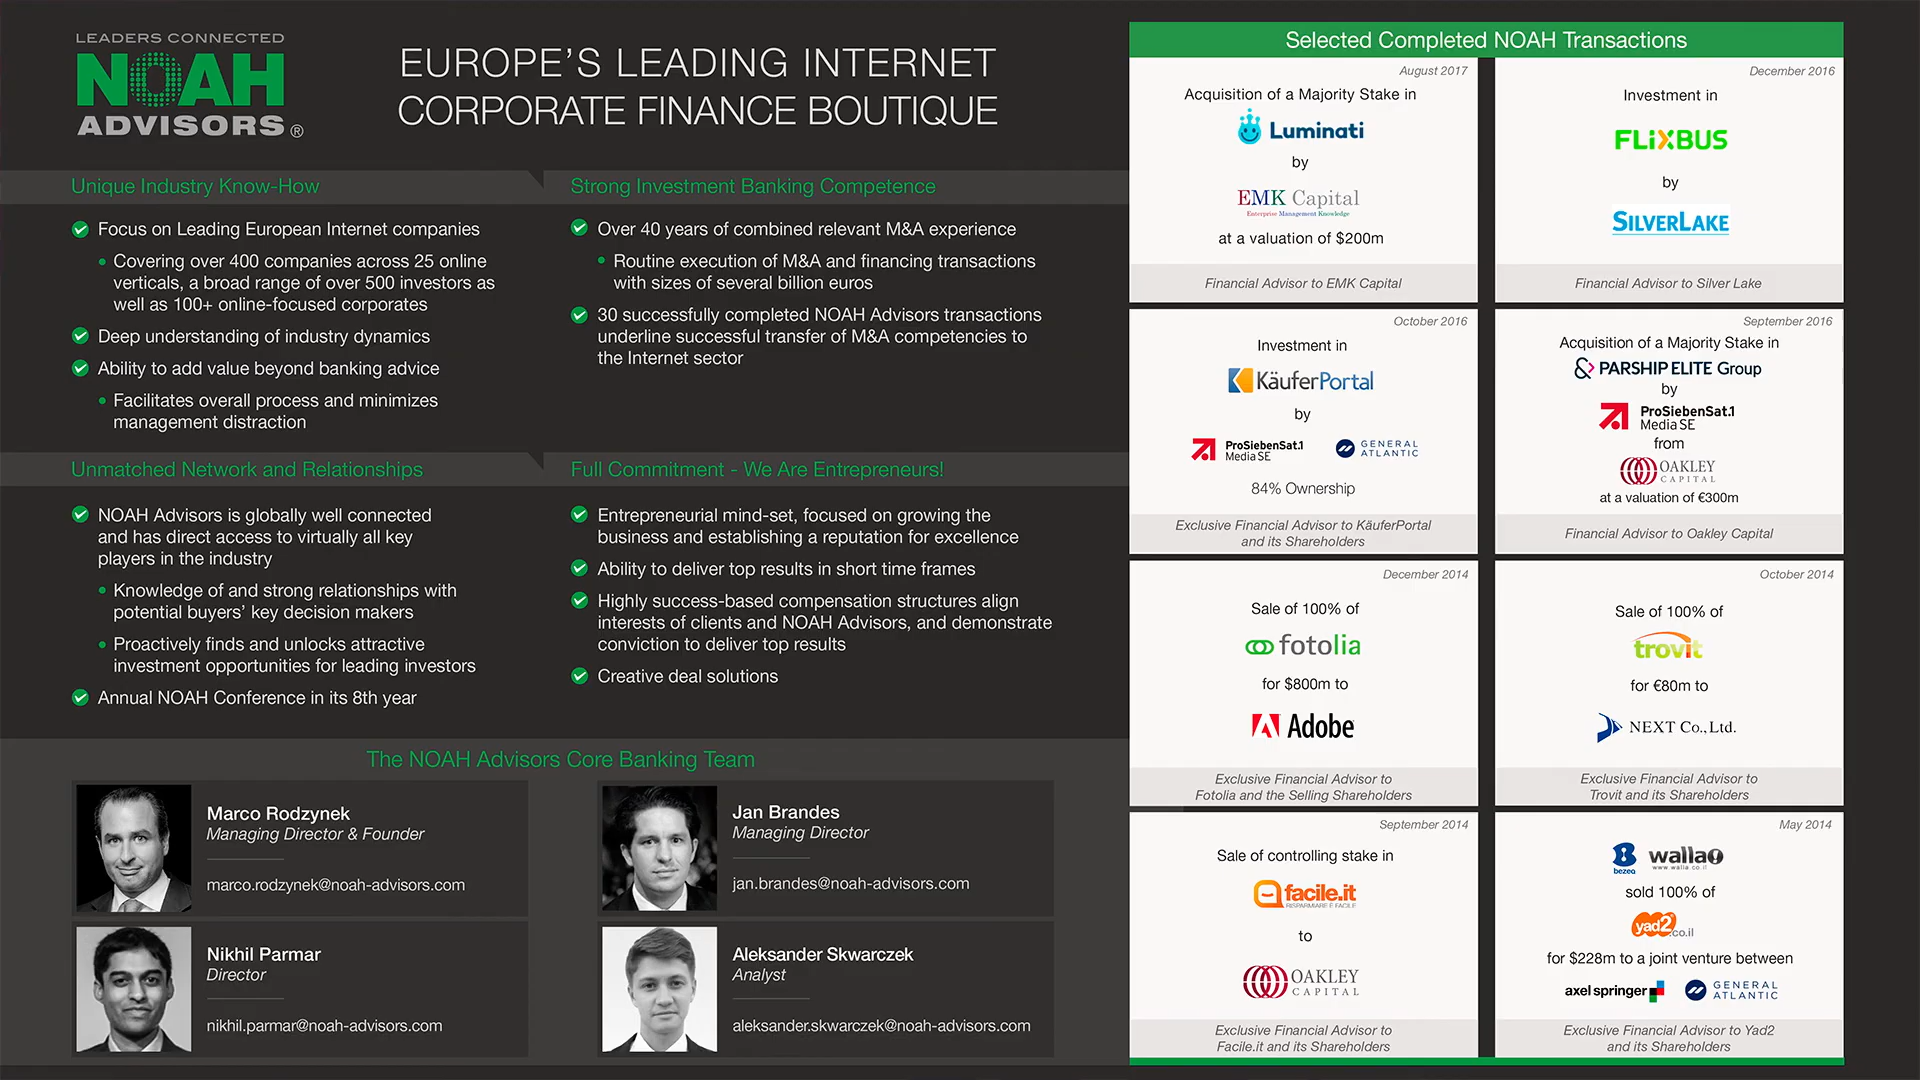 LEADERS CONNECTED
NOAH
ADVISORS®
EUROPE'S LEADING INTERNET
CORPORATE FINANCE BOUTIQUE
Unique Industry Know-How
Focus on Leading European Internet companies
• Covering over 400 companies across 25 online
verticals, a broad range of over 500 investors as
well as 100+ online-focused corporates
Deep understanding of industry dynamics
Ability to add value beyond banking advice
• Facilitates overall process and minimizes
management distraction
Strong Investment Banking Competence
Over 40 years of combined relevant M&A experience
• Routine execution of M&A and financing transactions
with sizes of several billion euros
30 successfully completed NOAH Advisors transactions
underline successful transfer of M&A competencies to
the Internet sector
Unmatched Network and Relationships
NOAH Advisors is globally well connected
and has direct access to virtually all key
players in the industry
• Knowledge of and strong relationships with
potential buyers' key decision makers
• Proactively finds and unlocks attractive
investment opportunities for leading investors
Annual NOAH Conference in its 8th year
Full Commitment - We Are Entrepreneurs!
Entrepreneurial mind-set, focused on growing the
business and establishing a reputation for excellence
Ability to deliver top results in short time frames
Highly success-based compensation structures align
interests of clients and NOAH Advisors, and demonstrate
conviction to deliver top results
Creative deal solutions
The NOAH Advisors Core Banking Team
Marco Rodzynek
Managing Director & Founder
marco.rodzynek@noah-advisors.com
Jan Brandes
Managing Director
jan.brandes@noah-advisors.com
Nikhil Parmar
Director
nikhil.parmar@noah-advisors.com
Aleksander Skwarczek
Analyst
aleksander.skwarczek@noah-advisors.com
Selected Completed NOAH Transactions
August 2017
Acquisition of a Majority Stake in
Luminati
by
EMK Capital
Enterprise Management Knowledge
at a valuation of $200m
Financial Advisor to EMK Capital
December 2016
Investment in
FLiXBUS
by
SILVERLAKE
Financial Advisor to Silver Lake
October 2016
Investment in
KäuferPortal
by
ProSiebenSat.1
Media SE
GENERAL
ATLANTIC
84% Ownership
Exclusive Financial Advisor to KäuferPortal
and its Shareholders
September 2016
Acquisition of a Majority Stake in
PARSHIP ELITE Group
by
ProSiebenSat.1
Media SE
from
OAKLEY
CAPITAL
at a valuation of €300m
Financial Advisor to Oakley Capital
December 2014
Sale of 100% of
fotolia
for $800m to
Adobe
Exclusive Financial Advisor to
Fotolia and the Selling Shareholders
October 2014
Sale of 100% of
trovit
for €80m to
NEXT Co., Ltd.
Exclusive Financial Advisor to
Trovit and its Shareholders
September 2014
Sale of controlling stake in
facile.it
RISPARMIARE È FACILE
to
OAKLEY
CAPITAL
Exclusive Financial Advisor to
Facile.it and its Shareholders
May 2014
bezeq
walla!
www.walla.co.il
sold 100% of
yad2.co.il
for $228m to a joint venture between
axel springer
GENERAL
ATLANTIC
Exclusive Financial Advisor to Yad2
and its Shareholders